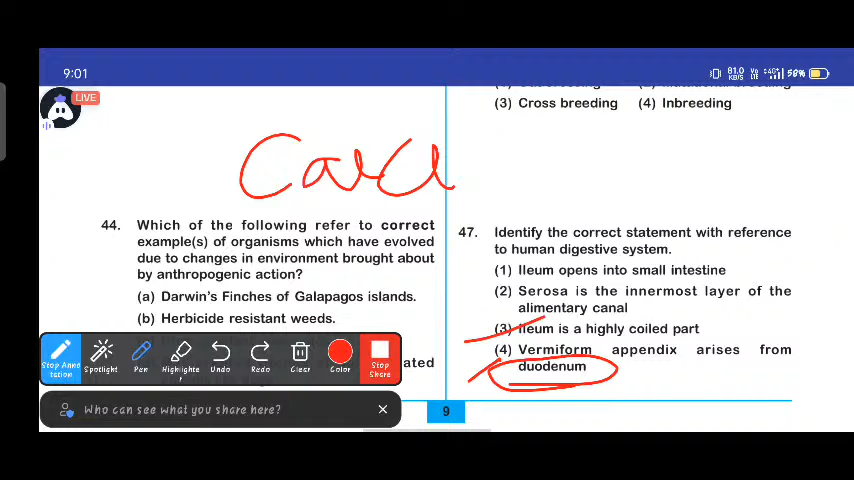 9:01
61.0 KB/S
58%
LIVE
(3) Cross breeding (4) Inbreeding
44. Which of the following refer to correct
example(s) of organisms which have evolved
due to changes in environment brought about
by anthropogenic action?
(a) Darwin's Finches of Galapagos islands.
(b) Herbicide resistant weeds.
ated
Stop Annotation
Spotlight
Pen
Highlighter
Undo
Redo
Clear
Color
Stop Share
Who can see what you share here?
47. Identify the correct statement with reference
to human digestive system.
(1) Ileum opens into small intestine
(2) Serosa is the innermost layer of the
alimentary canal
(3) Ileum is a highly coiled part
(4) Vermiform appendix arises from
duodenum
9